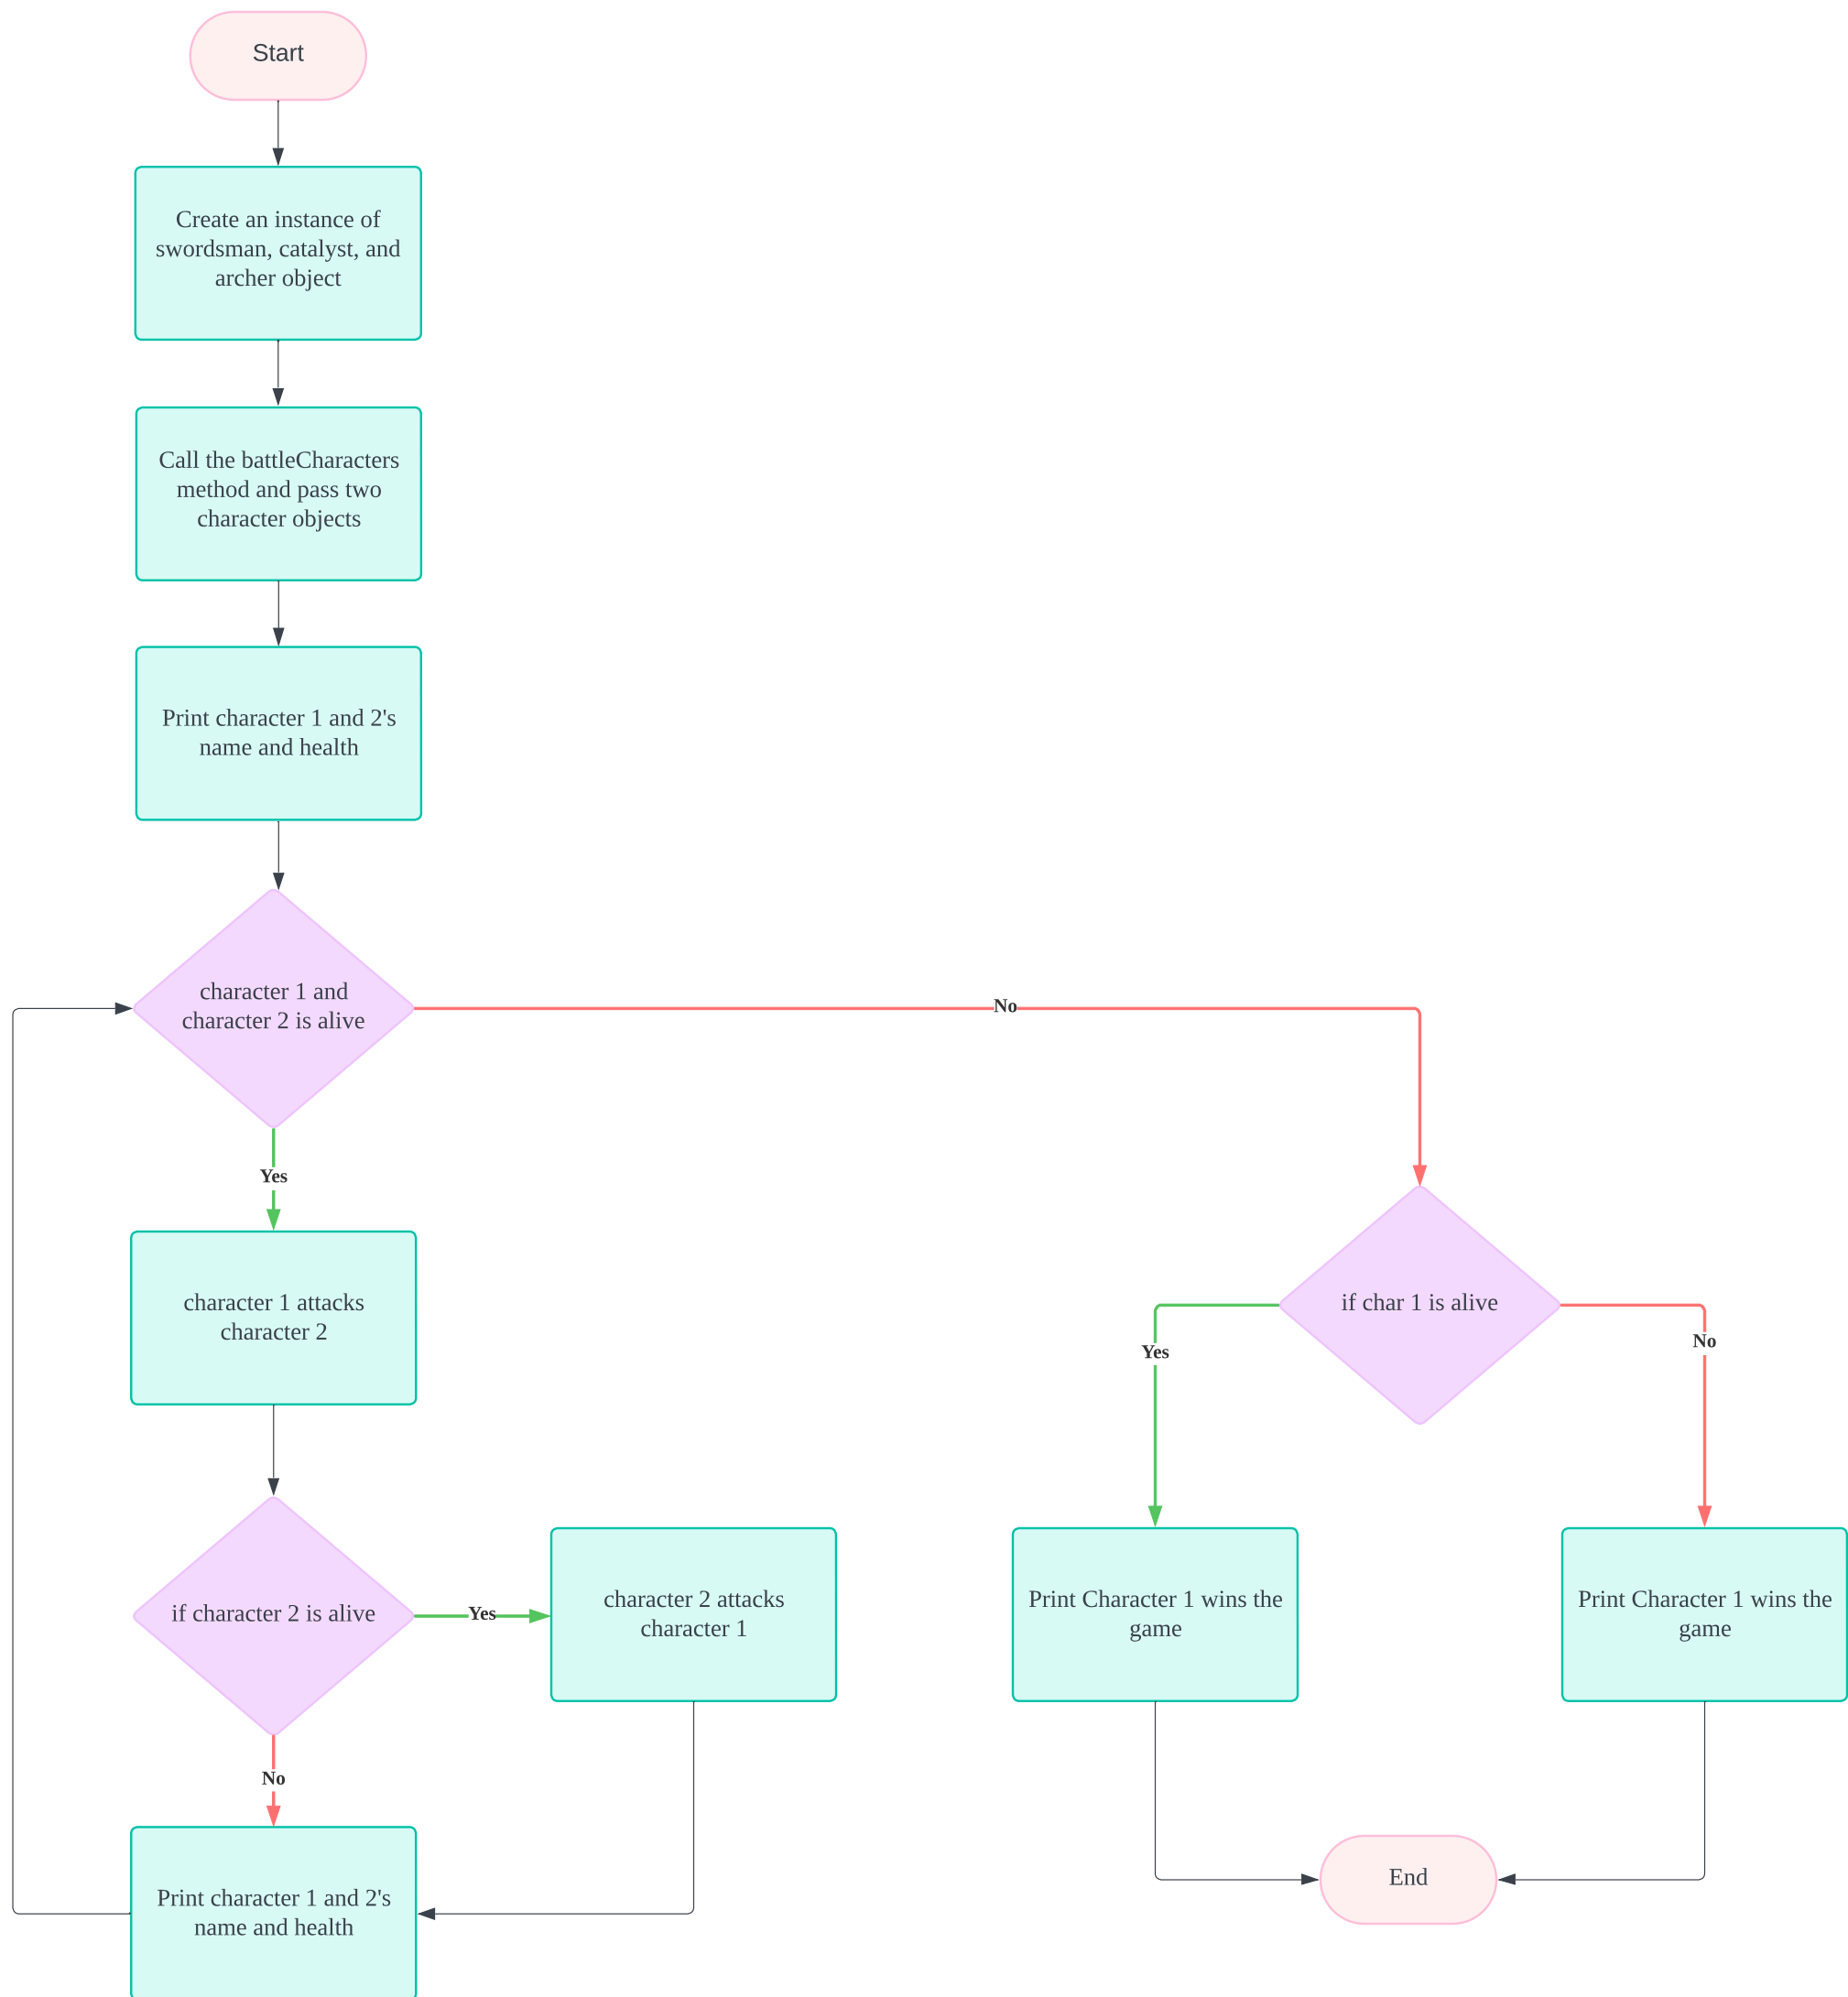 Start
Create an instance of
swordsman, catalyst, and
archer object
Call the battleCharacters
method and pass two
character objects
Print character 1 and 2's
name and health
character 1 and
character 2 is alive
No
Yes
character 1 attacks
character 2
if char 1 is alive
Yes
No
if character 2 is alive
Yes
character 2 attacks
character 1
Print Character 1 wins the
game
Print Character 1 wins the
game
No
Print character 1 and 2's
name and health
End